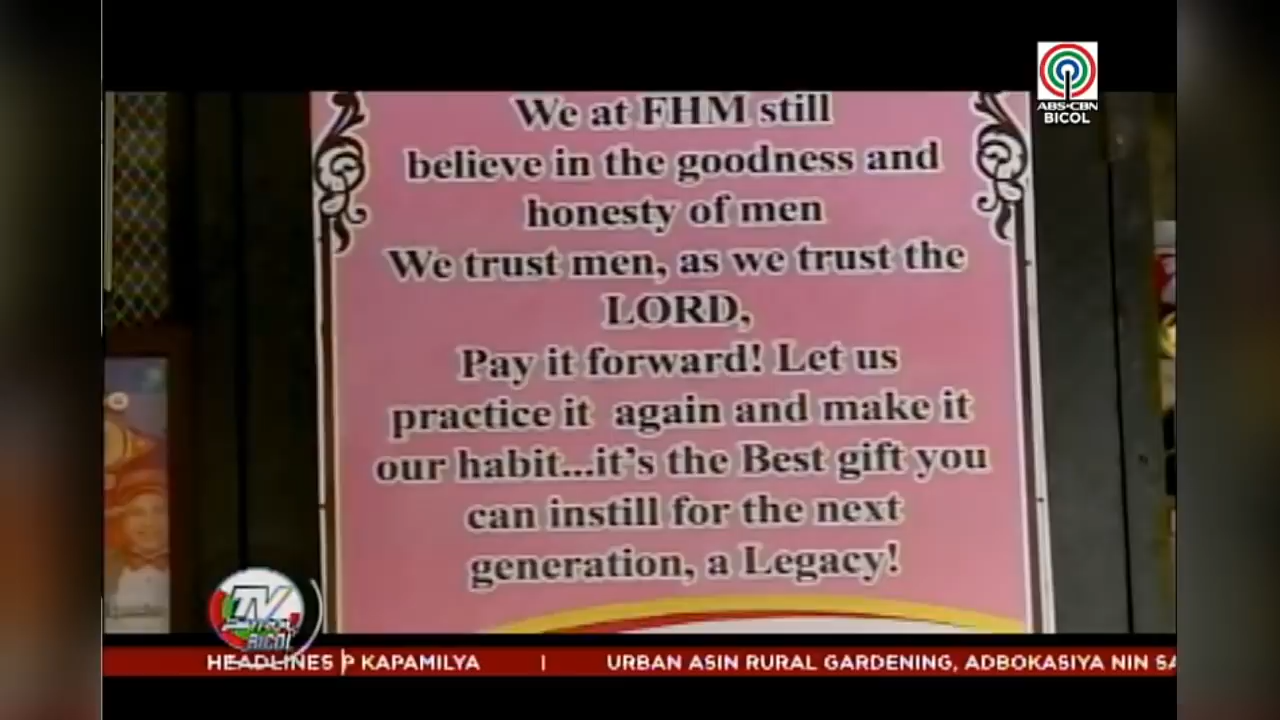 ABS-CBN
BICOL
We at FHM still
believe in the goodness and
honesty of men
We trust men, as we trust the
LORD,
Pay it forward! Let us
practice it again and make it
our habit...it's the Best gift you
can instill for the next
generation, a Legacy!
TV
BICOL
HEADLINES P KAPAMILYA | URBAN ASIN RURAL GARDENING, ADBOKASIYA NIN